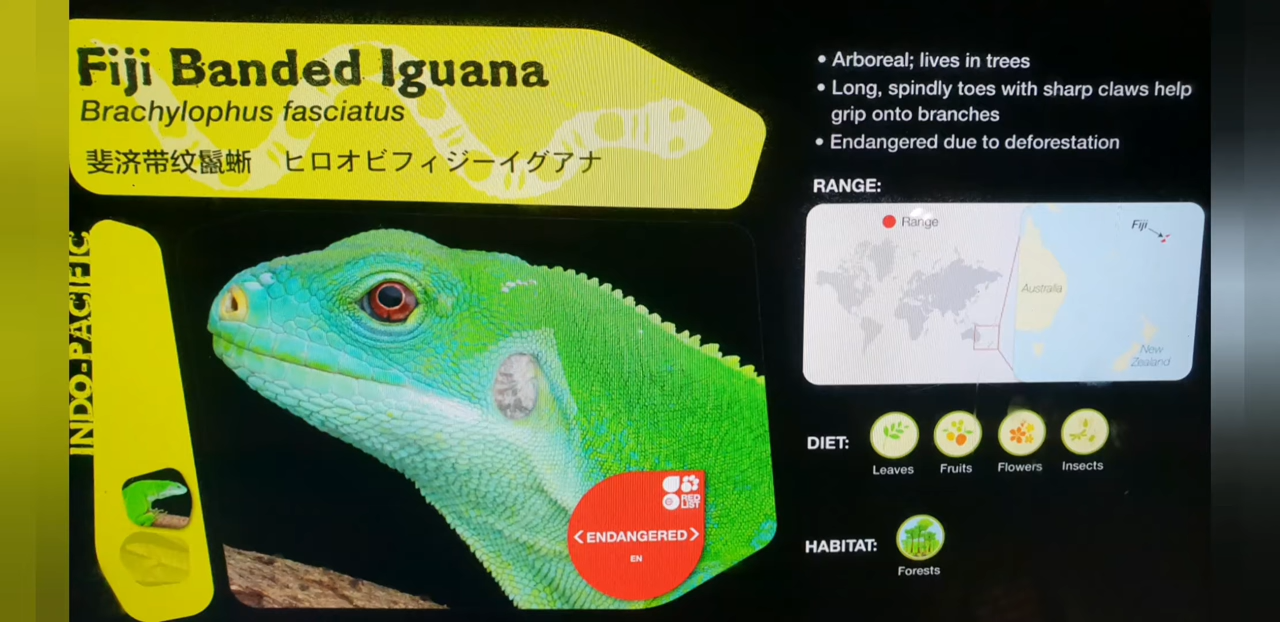 Fiji Banded Iguana
Brachylophus fasciatus
斐济带纹鬣蜥 ヒロオビフィジーイグアナ
INDO-PACIFIC
RED
LIST
<ENDANGERED>
EN
• Arboreal; lives in trees
• Long, spindly toes with sharp claws help
grip onto branches
• Endangered due to deforestation
RANGE:
Range
Fiji
Australia
New
Zealand
DIET:
Leaves Fruits Flowers Insects
HABITAT:
Forests